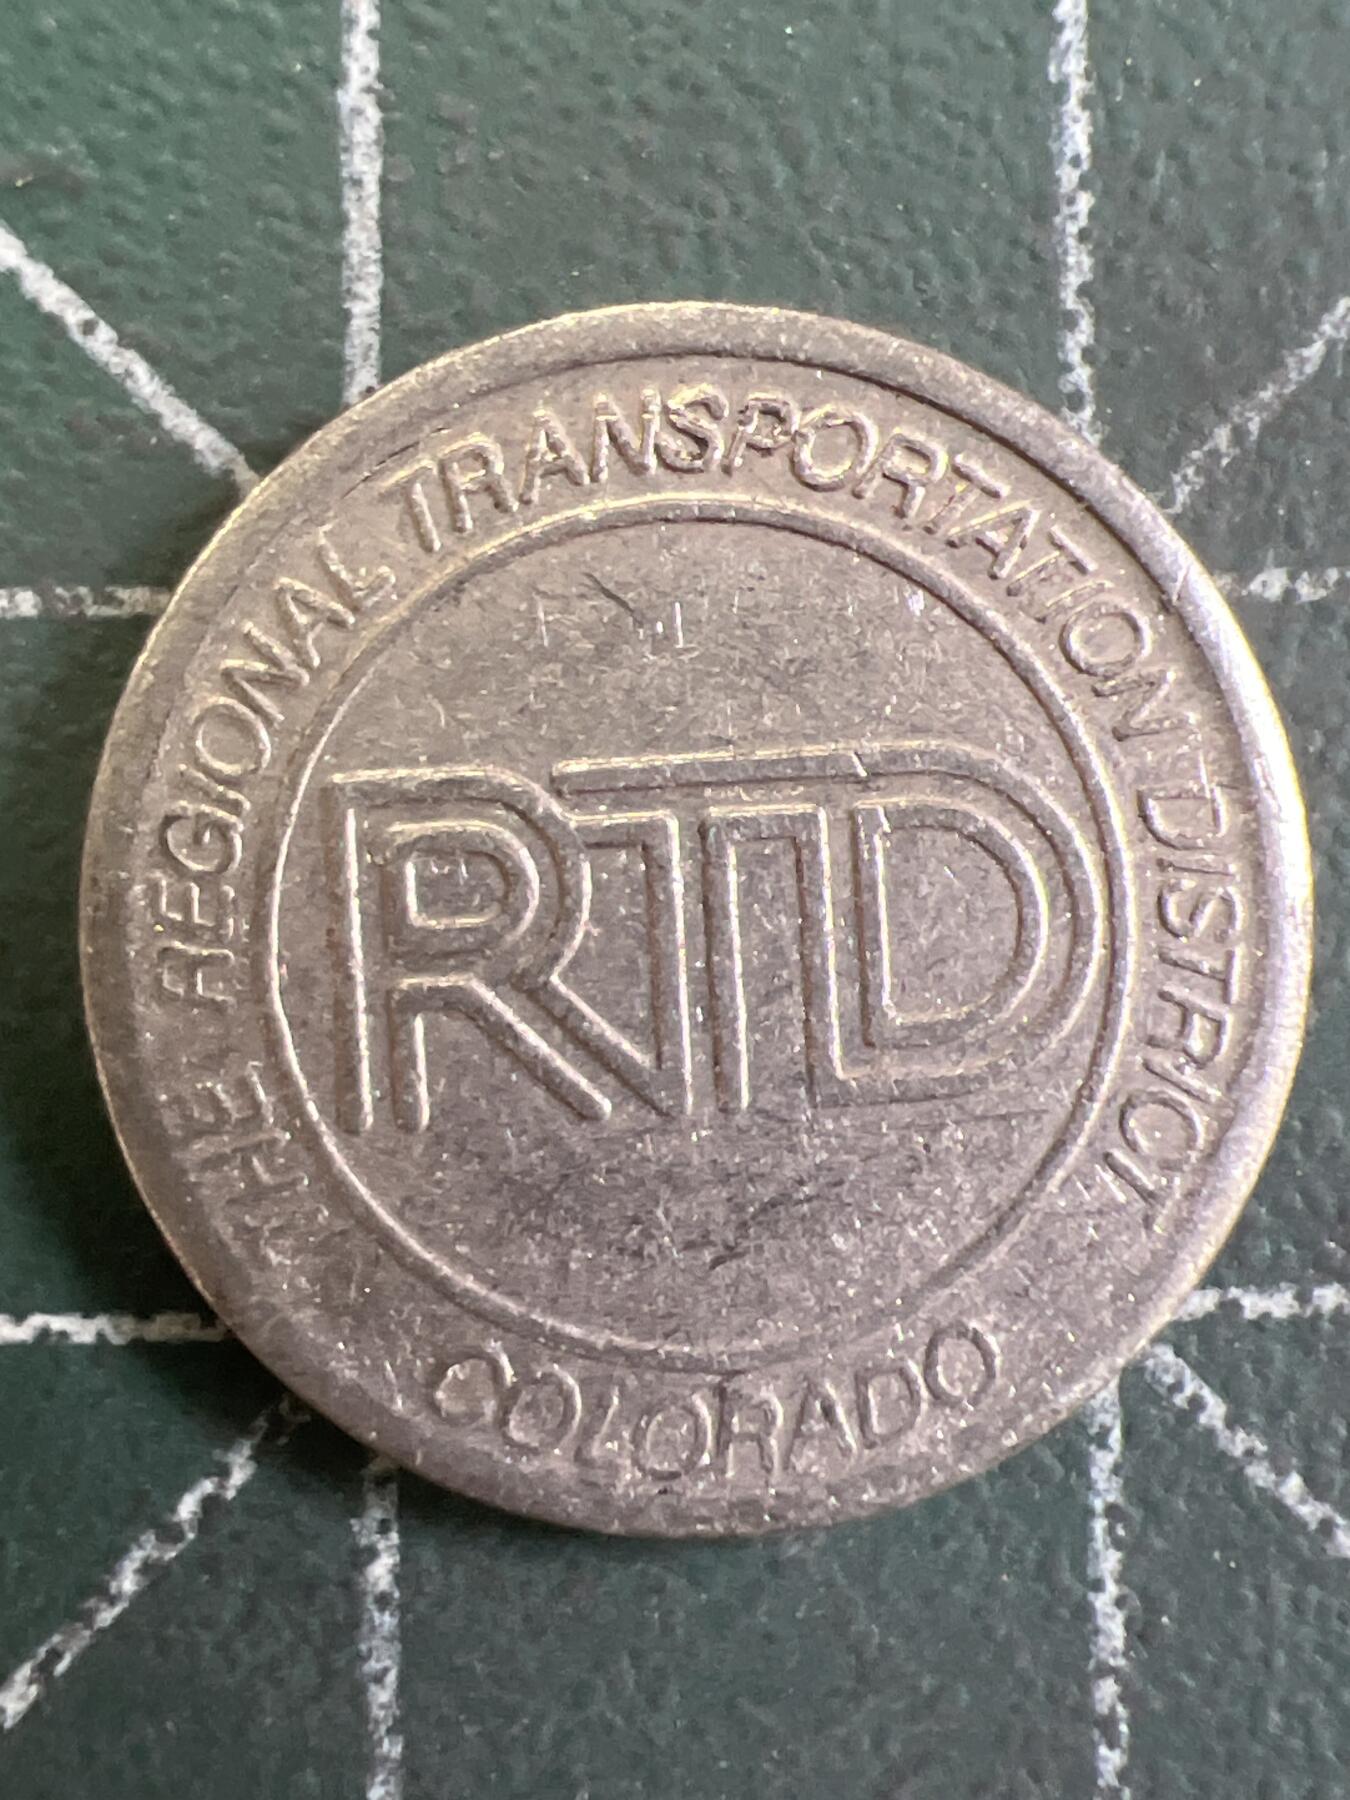 THE REGIONAL TRANSPORTATION DISTRICT
RTD
COLORADO